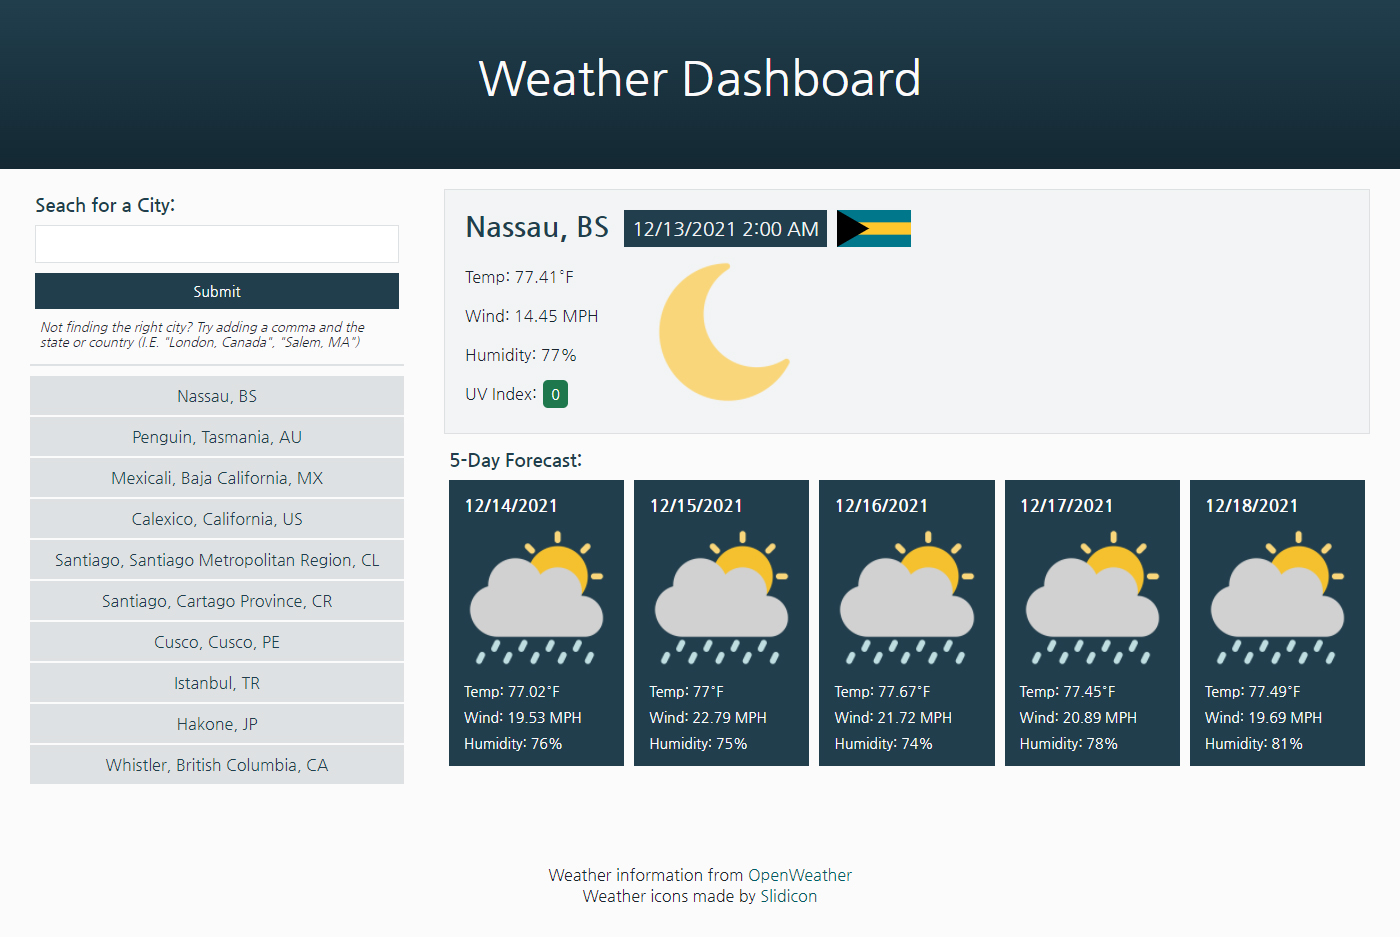 Weather Dashboard
Seach for a City:
Submit
Not finding the right city? Try adding a comma and the
state or country (I.E. "London, Canada", "Salem, MA")
Nassau, BS
Penguin, Tasmania, AU
Mexicali, Baja California, MX
Calexico, California, US
Santiago, Santiago Metropolitan Region, CL
Santiago, Cartago Province, CR
Cusco, Cusco, PE
Istanbul, TR
Hakone, JP
Whistler, British Columbia, CA
Nassau, BS 12/13/2021 2:00 AM
Temp: 77.41°F
Wind: 14.45 MPH
Humidity: 77%
UV Index: 0
5-Day Forecast:
12/14/2021
Temp: 77.02°F
Wind: 19.53 MPH
Humidity: 76%
12/15/2021
Temp: 77°F
Wind: 22.79 MPH
Humidity: 75%
12/16/2021
Temp: 77.67°F
Wind: 21.72 MPH
Humidity: 74%
12/17/2021
Temp: 77.45°F
Wind: 20.89 MPH
Humidity: 78%
12/18/2021
Temp: 77.49°F
Wind: 19.69 MPH
Humidity: 81%
Weather information from OpenWeather
Weather icons made by Slidicon